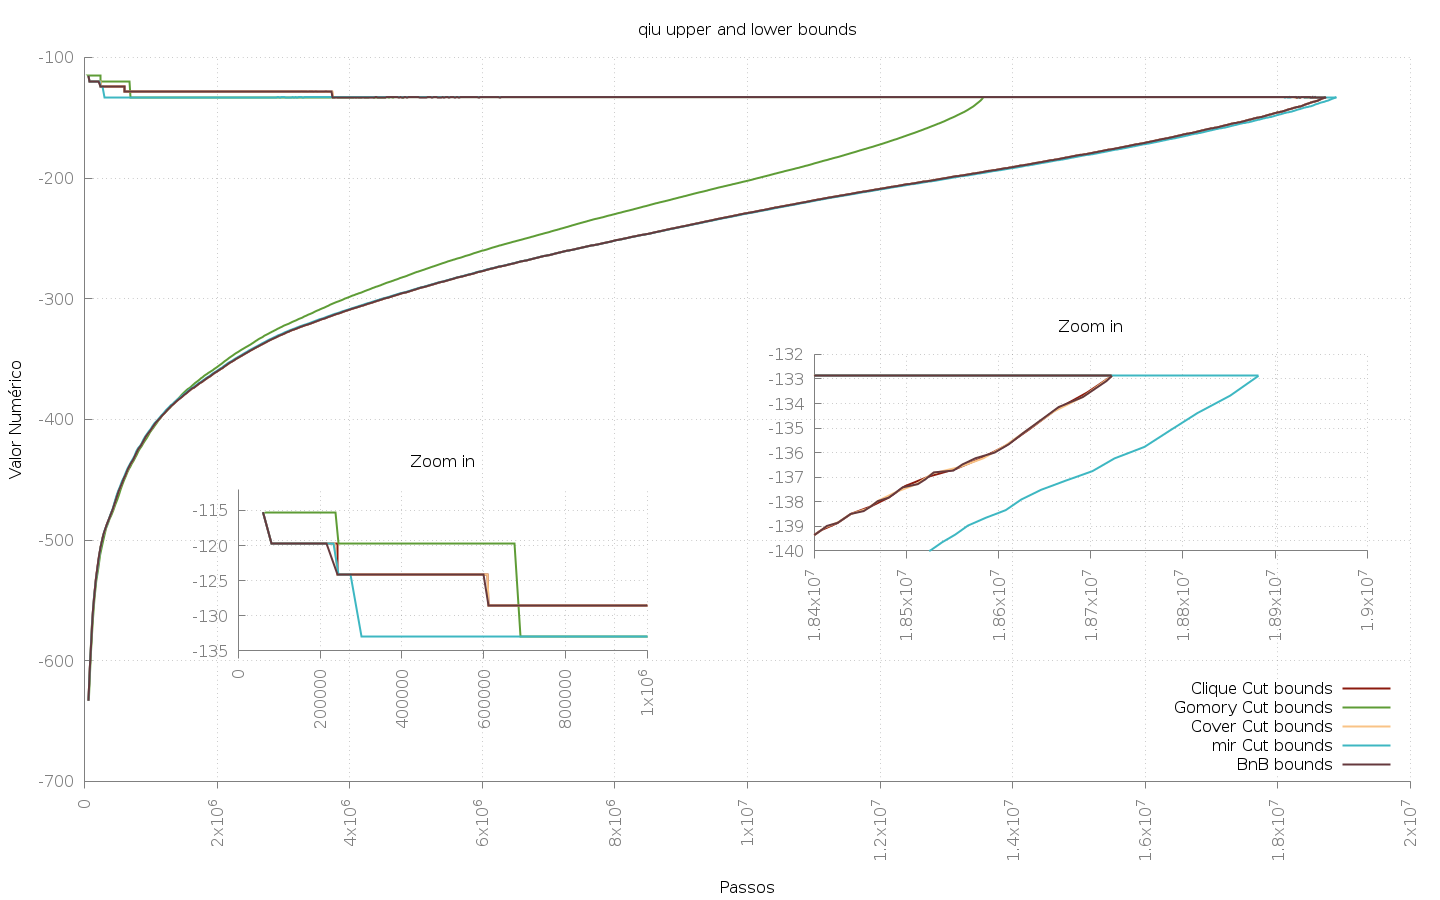 qiu upper and lower bounds
-100
-200
-300
-400
-500
-600
-700
Valor Numérico
0
2x10⁶
4x10⁶
6x10⁶
8x10⁶
1x10⁷
1.2x10⁷
1.4x10⁷
1.6x10⁷
1.8x10⁷
2x10⁷
Passos
Zoom in
-132
-133
-134
-135
-136
-137
-138
-139
-140
1.84x10⁷
1.85x10⁷
1.86x10⁷
1.87x10⁷
1.88x10⁷
1.89x10⁷
1.9x10⁷
Zoom in
-115
-120
-125
-130
-135
0
200000
400000
600000
800000
1x10⁶
Clique Cut bounds
Gomory Cut bounds
Cover Cut bounds
mir Cut bounds
BnB bounds